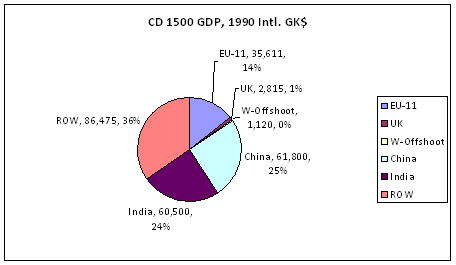 CD 1500 GDP, 1990 Intl. GK$
EU-11, 35,611,
14%
UK, 2,815, 1%
W-Offshoot,
1,120, 0%
ROW, 86,475, 36%
China, 61,800,
25%
India, 60,500,
24%
EU-11
UK
W-Offshoot
China
India
ROW